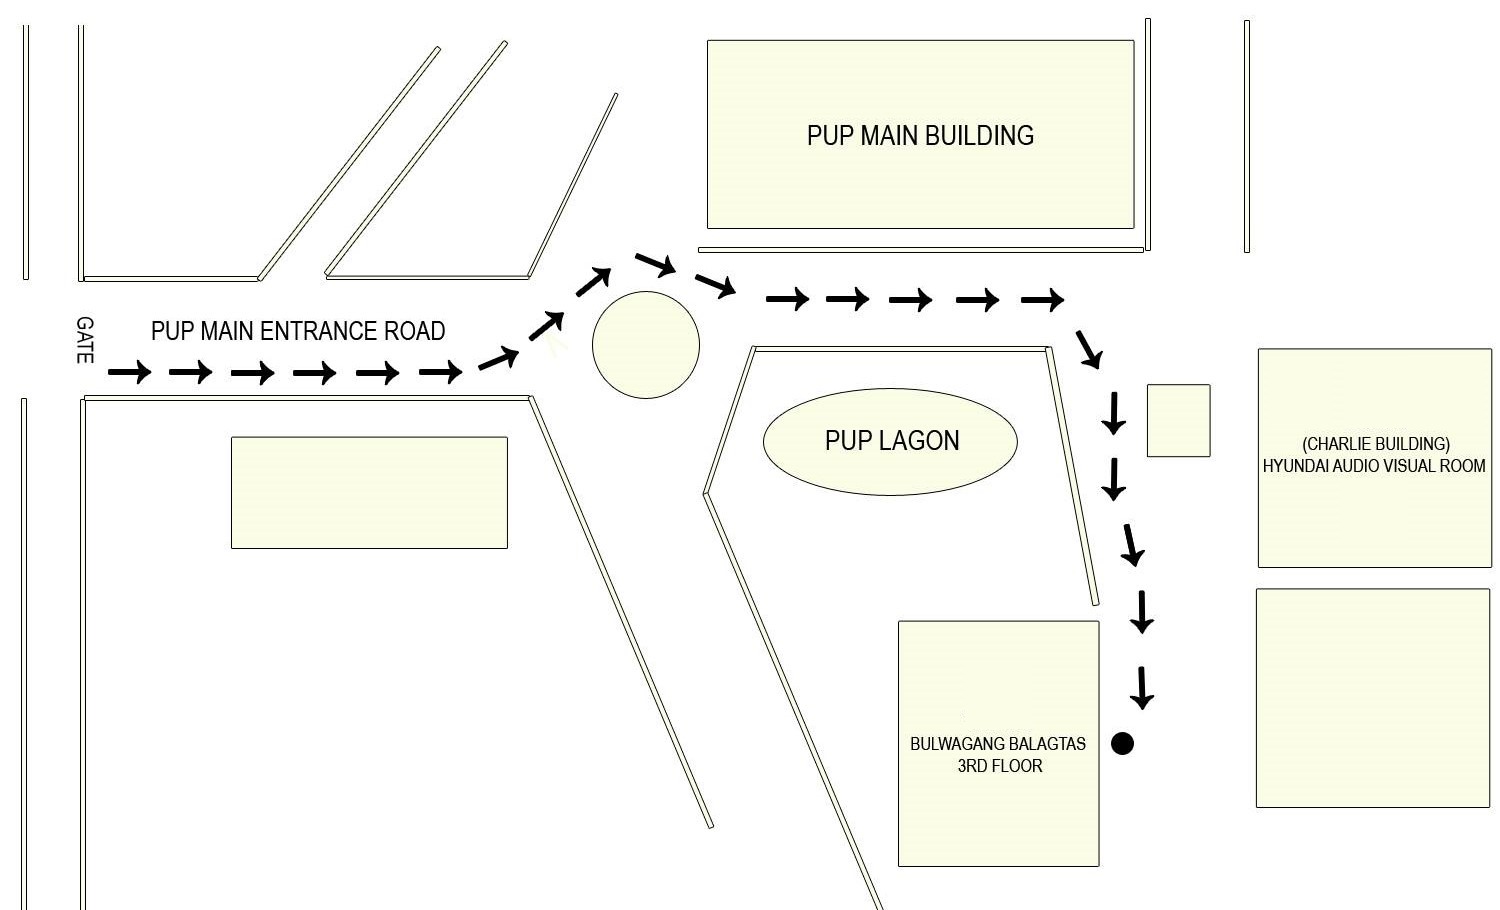 PUP MAIN BUILDING
GATE
PUP MAIN ENTRANCE ROAD
PUP LAGON
(CHARLIE BUILDING)
HYUNDAI AUDIO VISUAL ROOM
BULWAGANG BALAGTAS
3RD FLOOR